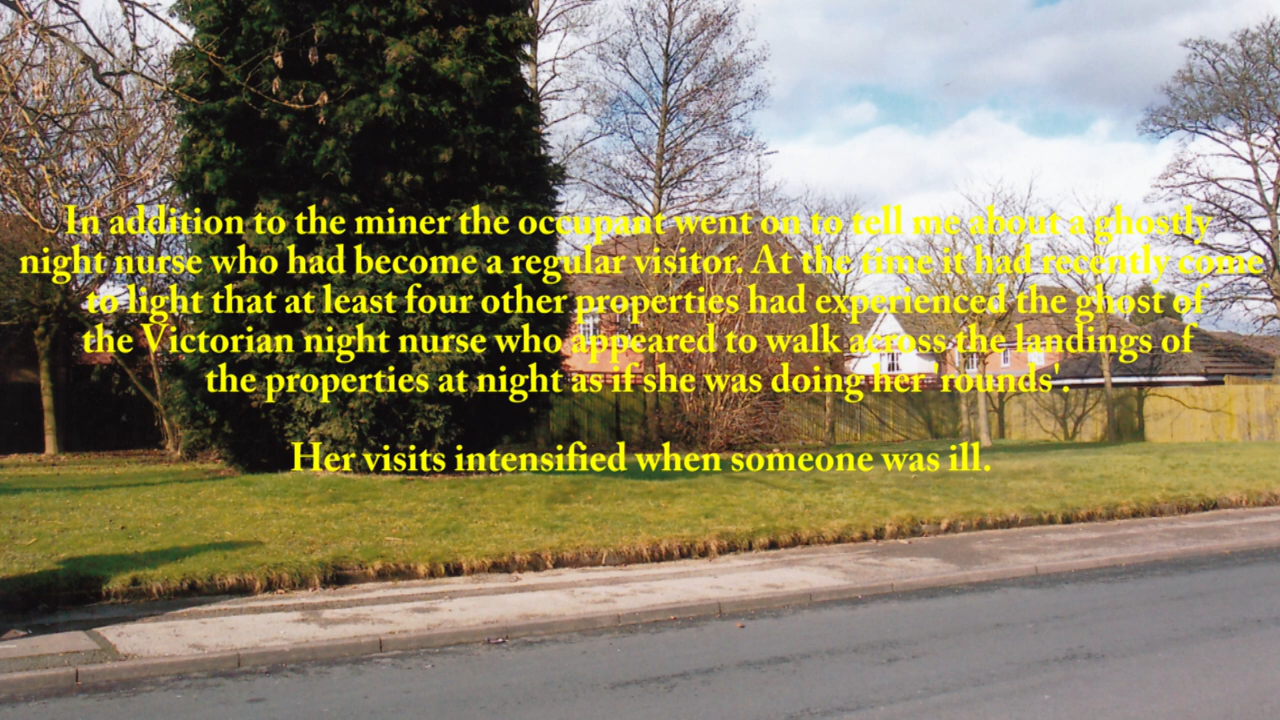 In addition to the miner the occupant went on to tell me about a ghostly
night nurse who had become a regular visitor. At the time it had recently come
to light that at least four other properties had experienced the ghost of
the Victorian night nurse who appeared to walk across the landings of
the properties at night as if she was doing her 'rounds'.
Her visits intensified when someone was ill.